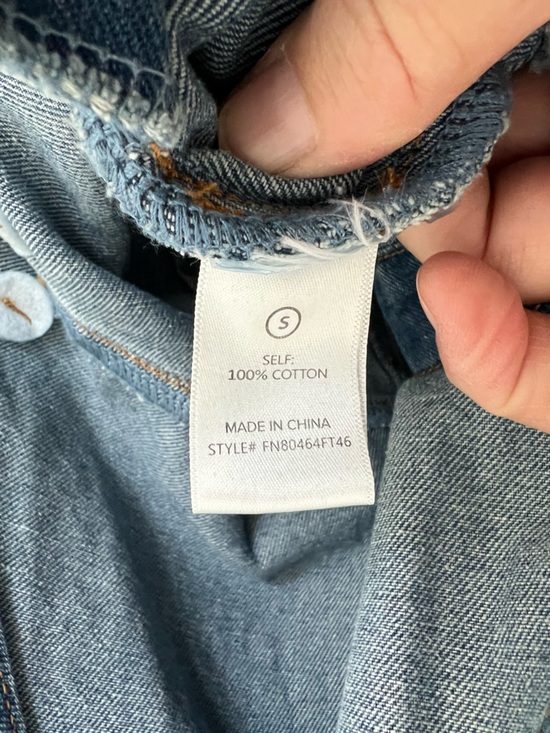 S
SELF:
100% COTTON
MADE IN CHINA
STYLE# FN80464FT46